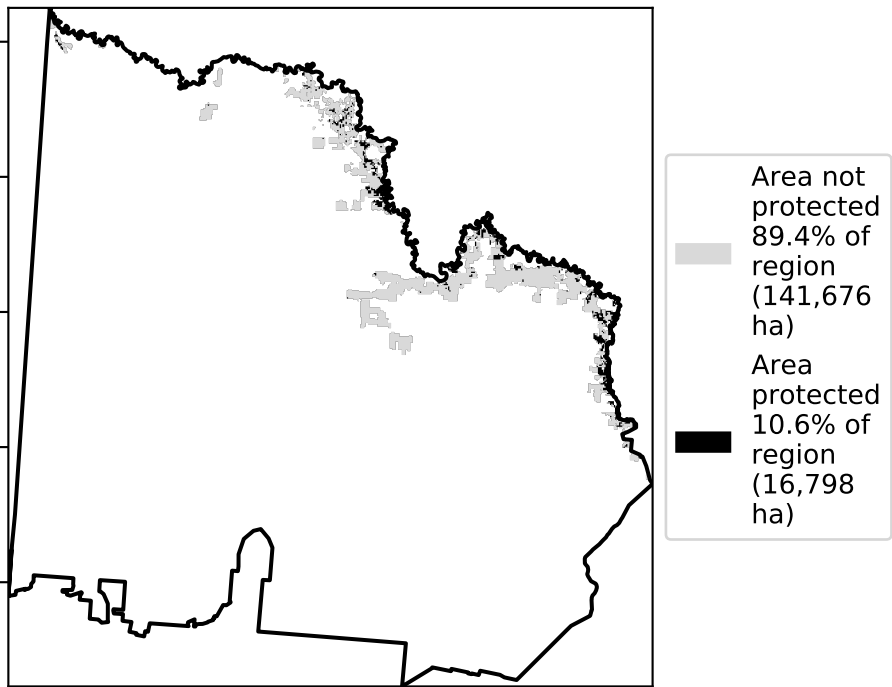 Area not
protected
89.4% of
region
(141,676
ha)
Area
protected
10.6% of
region
(16,798
ha)